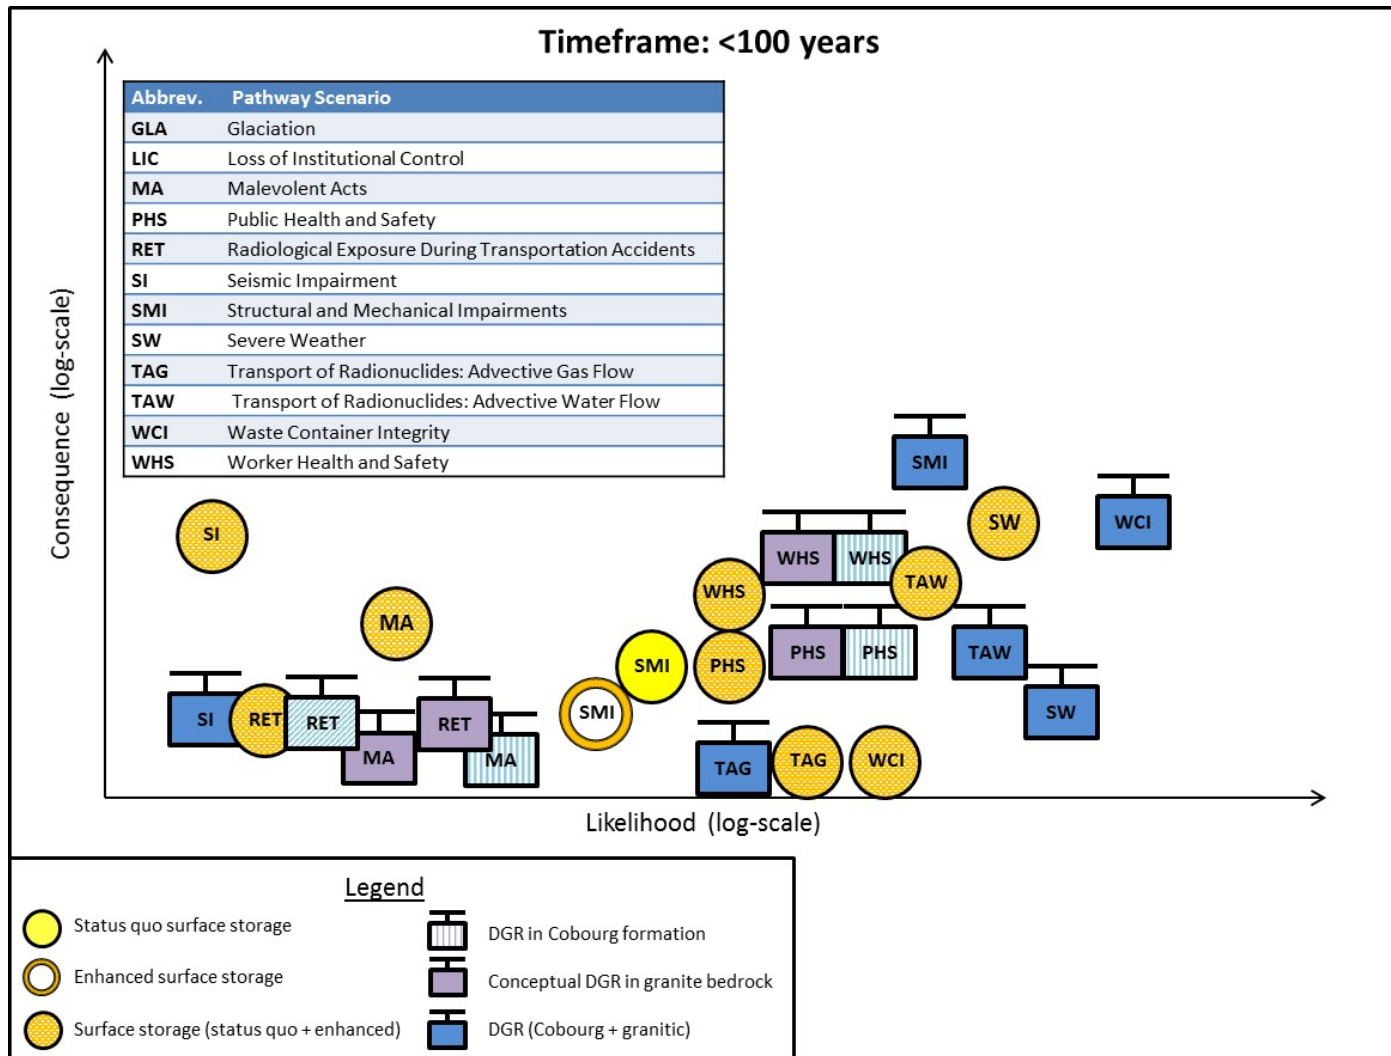 Timeframe: <100 years
Abbrev. Pathway Scenario
GLA Glaciation
LIC Loss of Institutional Control
MA Malevolent Acts
PHS Public Health and Safety
RET Radiological Exposure During Transportation Accidents
SI Seismic Impairment
SMI Structural and Mechanical Impairments
SW Severe Weather
TAG Transport of Radionuclides: Advective Gas Flow
TAW Transport of Radionuclides: Advective Water Flow
WCI Waste Container Integrity
WHS Worker Health and Safety
Consequence (log-scale)
SMI
SI
SW
WCI
WHS
WHS
TAW
WHS
MA
SMI
PHS
PHS
PHS
TAW
SI
RET
RET
RET
SMI
SW
MA
MA
TAG
TAG
WCI
Likelihood (log-scale)
Legend
Status quo surface storage
Enhanced surface storage
Surface storage (status quo + enhanced)
DGR in Cobourg formation
Conceptual DGR in granite bedrock
DGR (Cobourg + granitic)